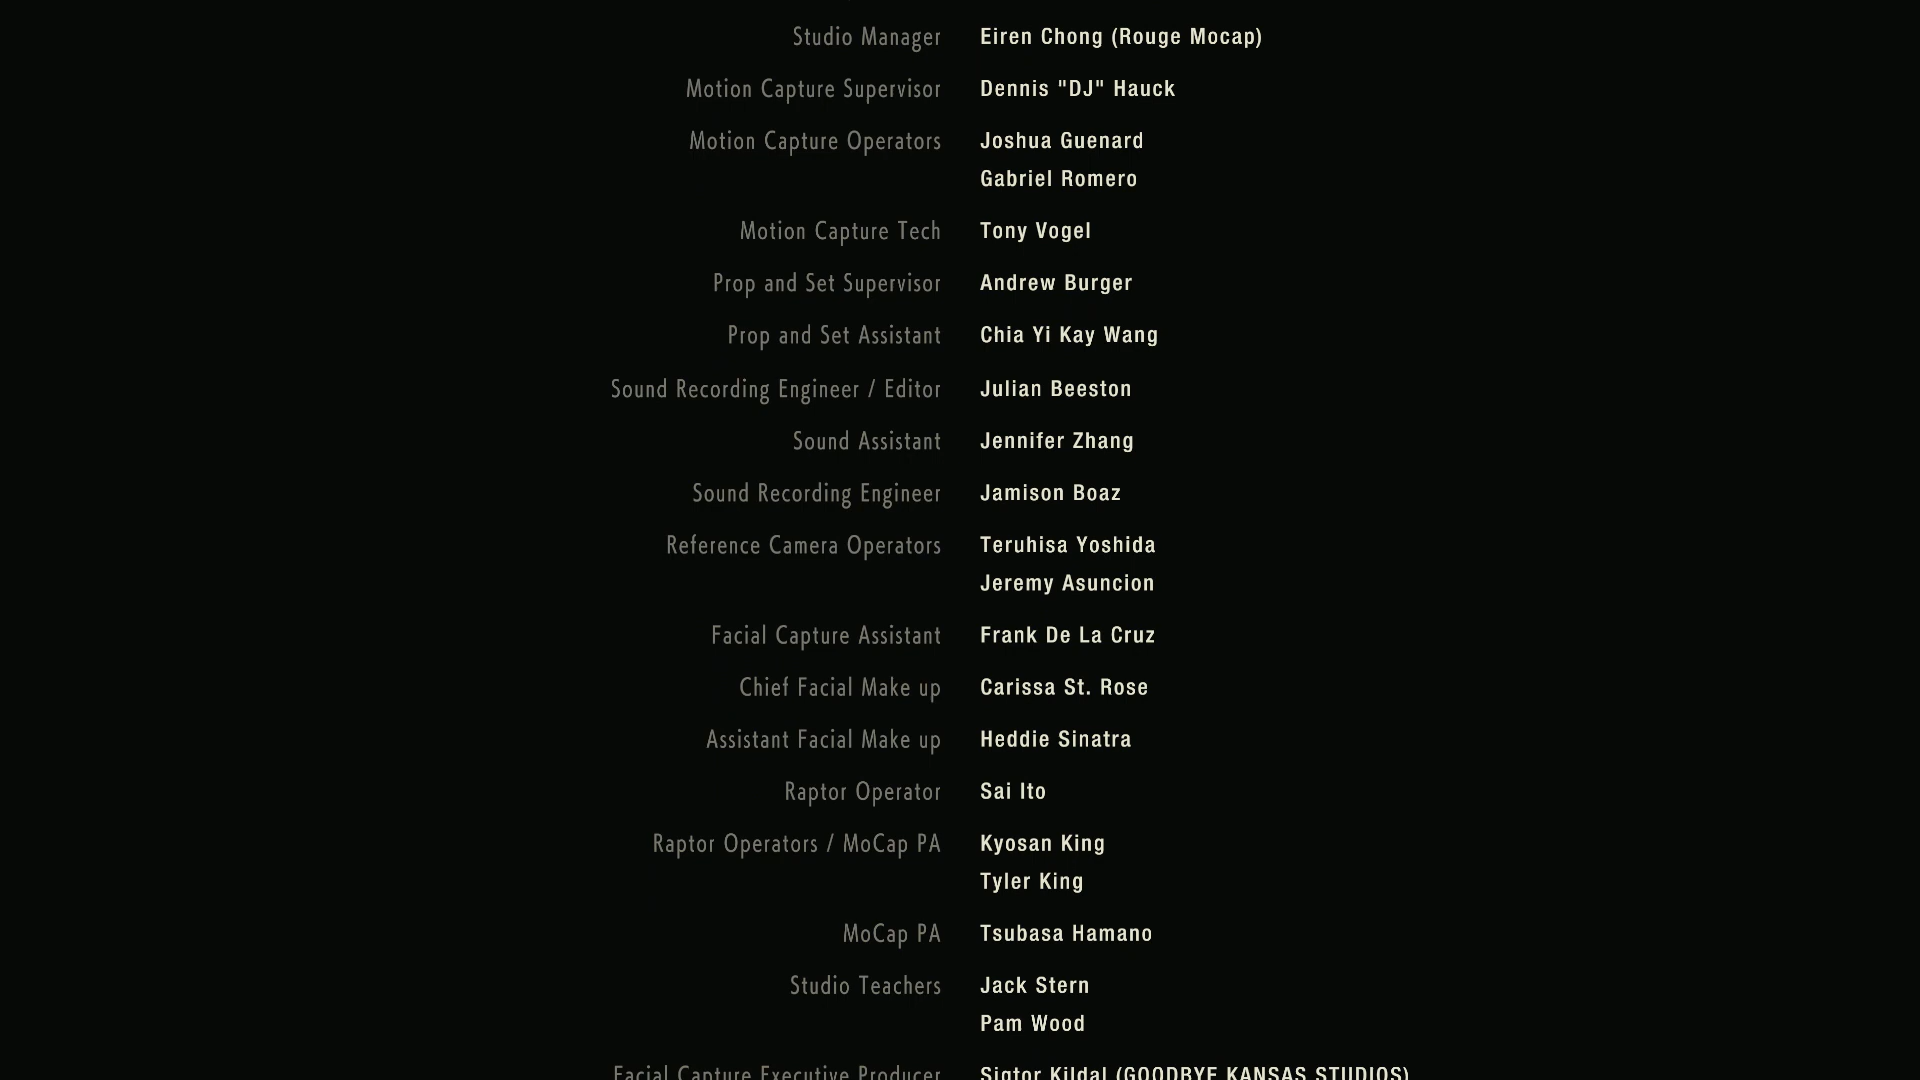 Studio Manager Eiren Chong (Rouge Mocap)
Motion Capture Supervisor Dennis "DJ" Hauck
Motion Capture Operators Joshua Guenard
Gabriel Romero
Motion Capture Tech Tony Vogel
Prop and Set Supervisor Andrew Burger
Prop and Set Assistant Chia Yi Kay Wang
Sound Recording Engineer / Editor Julian Beeston
Sound Assistant Jennifer Zhang
Sound Recording Engineer Jamison Boaz
Reference Camera Operators Teruhisa Yoshida
Jeremy Asuncion
Facial Capture Assistant Frank De La Cruz
Chief Facial Make up Carissa St. Rose
Assistant Facial Make up Heddie Sinatra
Raptor Operator Sai Ito
Raptor Operators / MoCap PA Kyosan King
Tyler King
MoCap PA Tsubasa Hamano
Studio Teachers Jack Stern
Pam Wood
Facial Capture Executive Producer Sigtor Kildal (GOODBYE KANSAS STUDIOS)